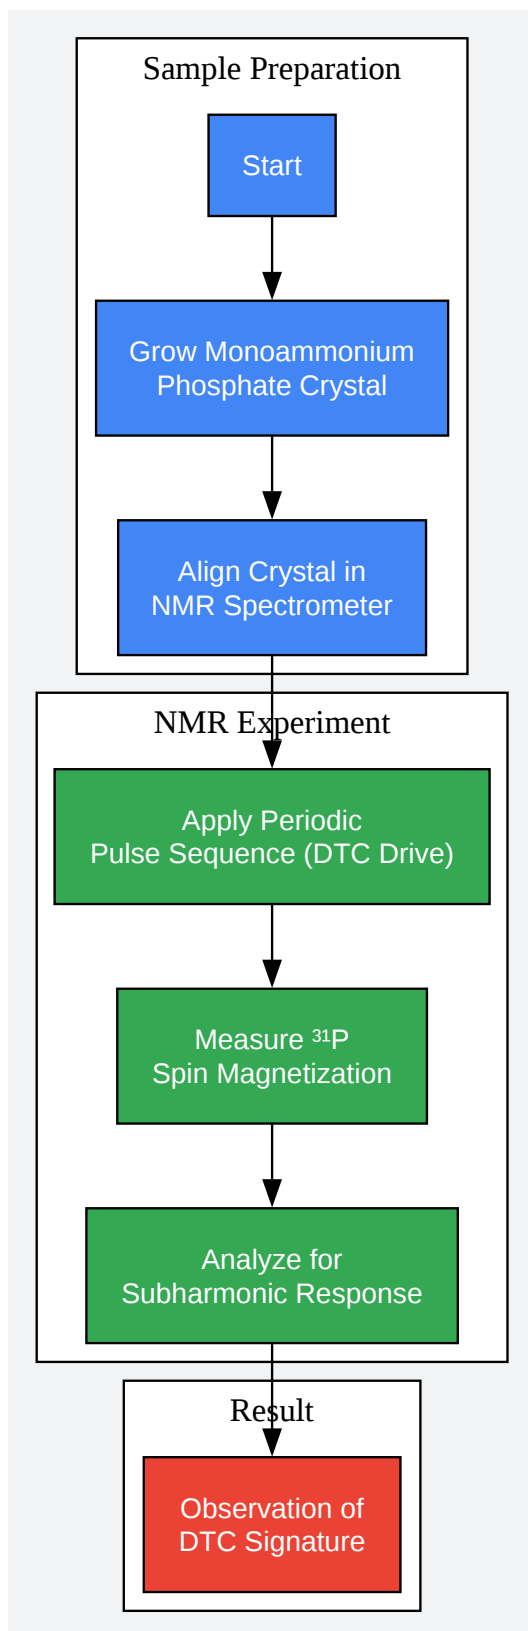 Sample Preparation
Start
Grow Monoammonium
Phosphate Crystal
Align Crystal in
NMR Spectrometer
NMR Experiment
Apply Periodic
Pulse Sequence (DTC Drive)
Measure ³¹P
Spin Magnetization
Analyze for
Subharmonic Response
Result
Observation of
DTC Signature